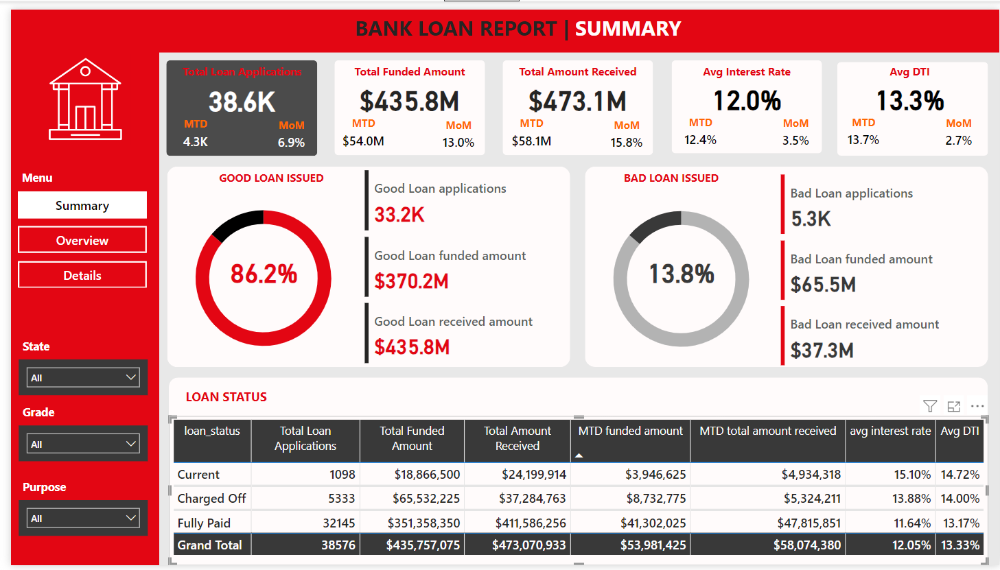 BANK LOAN REPORT | SUMMARY
Menu
Summary
Overview
Details
State
All
Grade
All
Purpose
All
Total Loan Applications
38.6K
MTD MoM
4.3K 6.9%
Total Funded Amount
$435.8M
MTD MoM
$54.0M 13.0%
Total Amount Received
$473.1M
MTD MoM
$58.1M 15.8%
Avg Interest Rate
12.0%
MTD MoM
12.4% 3.5%
Avg DTI
13.3%
MTD MoM
13.7% 2.7%
GOOD LOAN ISSUED
86.2%
Good Loan applications
33.2K
Good Loan funded amount
$370.2M
Good Loan received amount
$435.8M
BAD LOAN ISSUED
13.8%
Bad Loan applications
5.3K
Bad Loan funded amount
$65.5M
Bad Loan received amount
$37.3M
LOAN STATUS
loan_status Total Loan Applications Total Funded Amount Total Amount Received MTD funded amount MTD total amount received avg interest rate Avg DTI
Current 1098 $18,866,500 $24,199,914 $3,946,625 $4,934,318 15.10% 14.72%
Charged Off 5333 $65,532,225 $37,284,763 $8,732,775 $5,324,211 13.88% 14.00%
Fully Paid 32145 $351,358,350 $411,586,256 $41,302,025 $47,815,851 11.64% 13.17%
Grand Total 38576 $435,757,075 $473,070,933 $53,981,425 $58,074,380 12.05% 13.33%